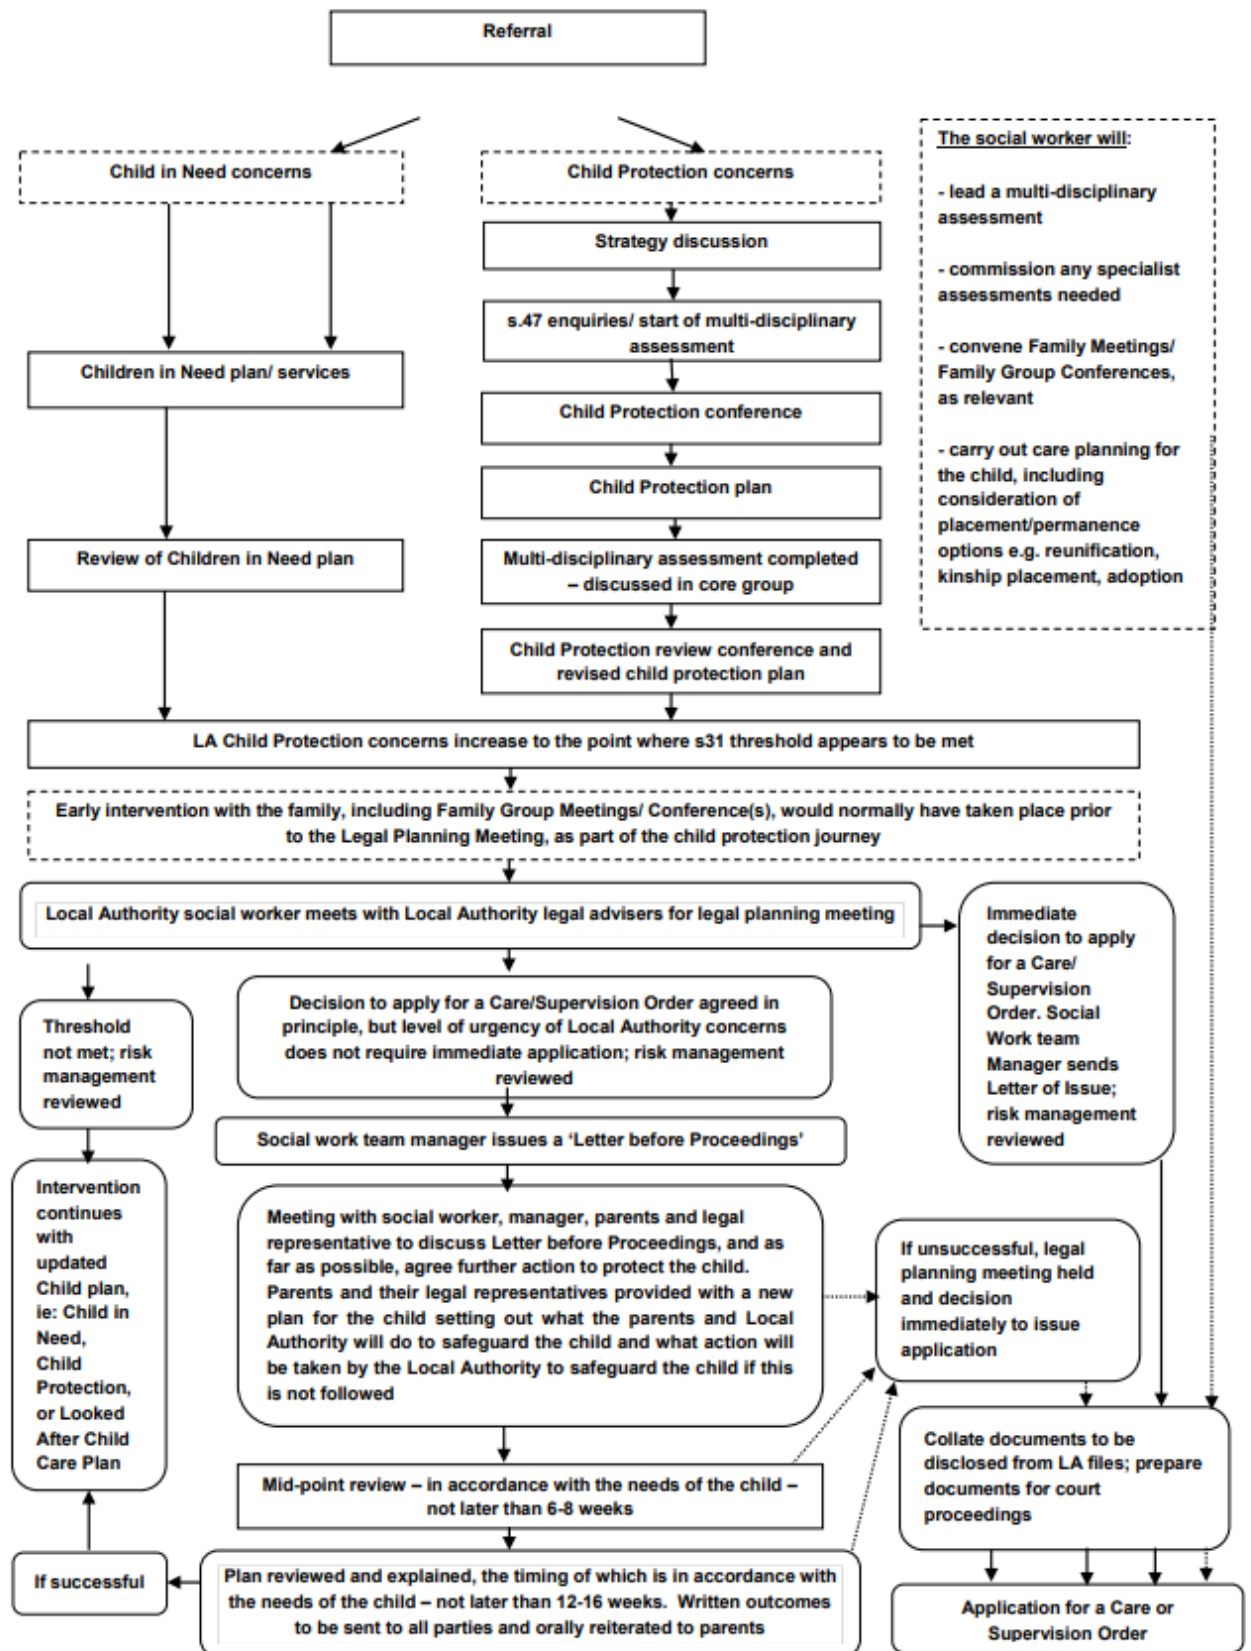 Referral
Child in Need concerns
Child Protection concerns
The social worker will:
- lead a multi-disciplinary
assessment
- commission any specialist
assessments needed
- convene Family Meetings/
Family Group Conferences,
as relevant
- carry out care planning for
the child, including
consideration of
placement/permanence
options e.g. reunification,
kinship placement, adoption
Strategy discussion
s.47 enquiries/ start of multi-disciplinary
assessment
Children in Need plan/ services
Child Protection conference
Child Protection plan
Review of Children in Need plan
Multi-disciplinary assessment completed
– discussed in core group
Child Protection review conference and
revised child protection plan
LA Child Protection concerns increase to the point where s31 threshold appears to be met
Early intervention with the family, including Family Group Meetings/ Conference(s), would normally have taken place prior
to the Legal Planning Meeting, as part of the child protection journey
Local Authority social worker meets with Local Authority legal advisers for legal planning meeting
Immediate
decision to apply
for a Care/
Supervision
Order. Social
Work team
Manager sends
Letter of Issue;
risk management
reviewed
Threshold
not met; risk
management
reviewed
Decision to apply for a Care/Supervision Order agreed in
principle, but level of urgency of Local Authority concerns
does not require immediate application; risk management
reviewed
Social work team manager issues a ‘Letter before Proceedings’
Intervention
continues
with
updated
Child plan,
ie: Child in
Need,
Child
Protection,
or Looked
After Child
Care Plan
Meeting with social worker, manager, parents and legal
representative to discuss Letter before Proceedings, and as
far as possible, agree further action to protect the child.
Parents and their legal representatives provided with a new
plan for the child setting out what the parents and Local
Authority will do to safeguard the child and what action will
be taken by the Local Authority to safeguard the child if this
is not followed
If unsuccessful, legal
planning meeting held
and decision
immediately to issue
application
Mid-point review – in accordance with the needs of the child –
not later than 6-8 weeks
Collate documents to be
disclosed from LA files; prepare
documents for court
proceedings
If successful
Plan reviewed and explained, the timing of which is in accordance with
the needs of the child – not later than 12-16 weeks.  Written outcomes
to be sent to all parties and orally reiterated to parents
Application for a Care or
Supervision Order